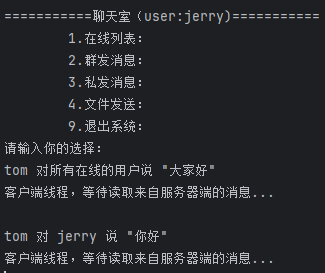 ===========聊天室（user:jerry)===========
1.在线列表：
2.群发消息：
3.私发消息：
4.文件发送：
9.退出系统：
请输入你的选择：
tom 对所有在线的用户说 "大家好"
客户端线程，等待读取来自服务器端的消息...
tom 对 jerry 说 "你好"
客户端线程，等待读取来自服务器端的消息...